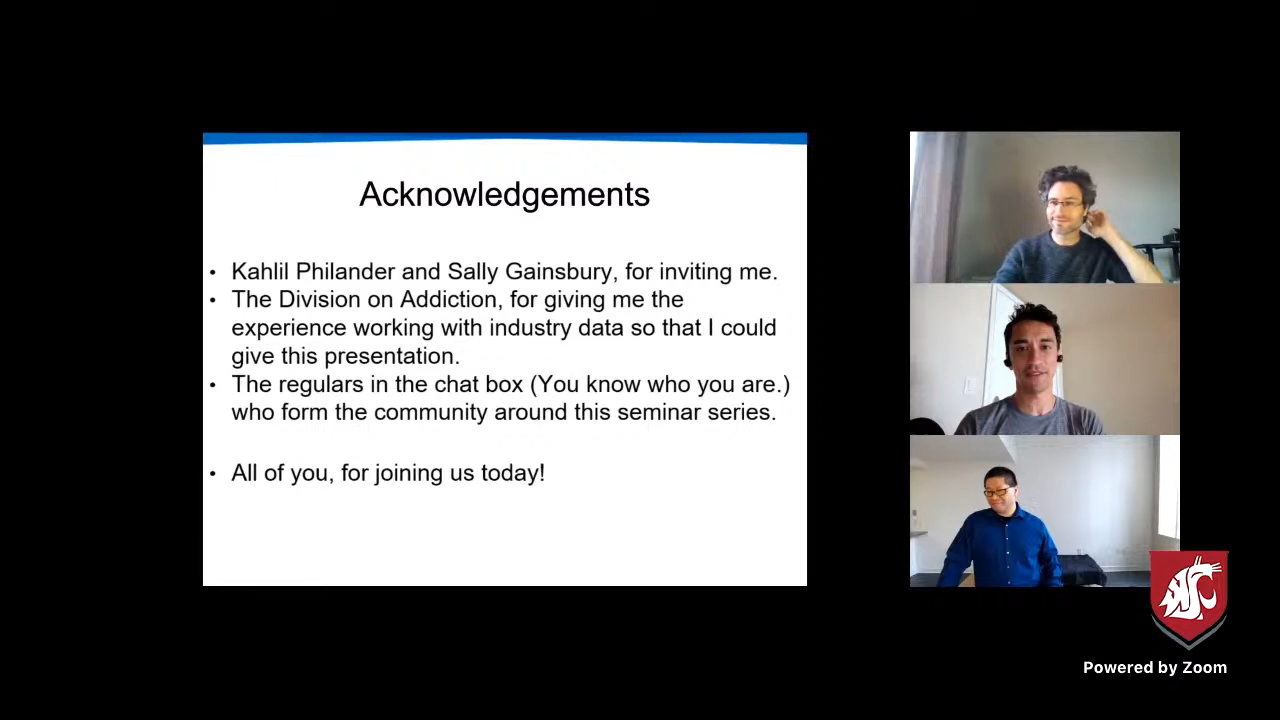 Acknowledgements
• Kahlil Philander and Sally Gainsbury, for inviting me.
• The Division on Addiction, for giving me the
experience working with industry data so that I could
give this presentation.
• The regulars in the chat box (You know who you are.)
who form the community around this seminar series.
• All of you, for joining us today!
Powered by Zoom